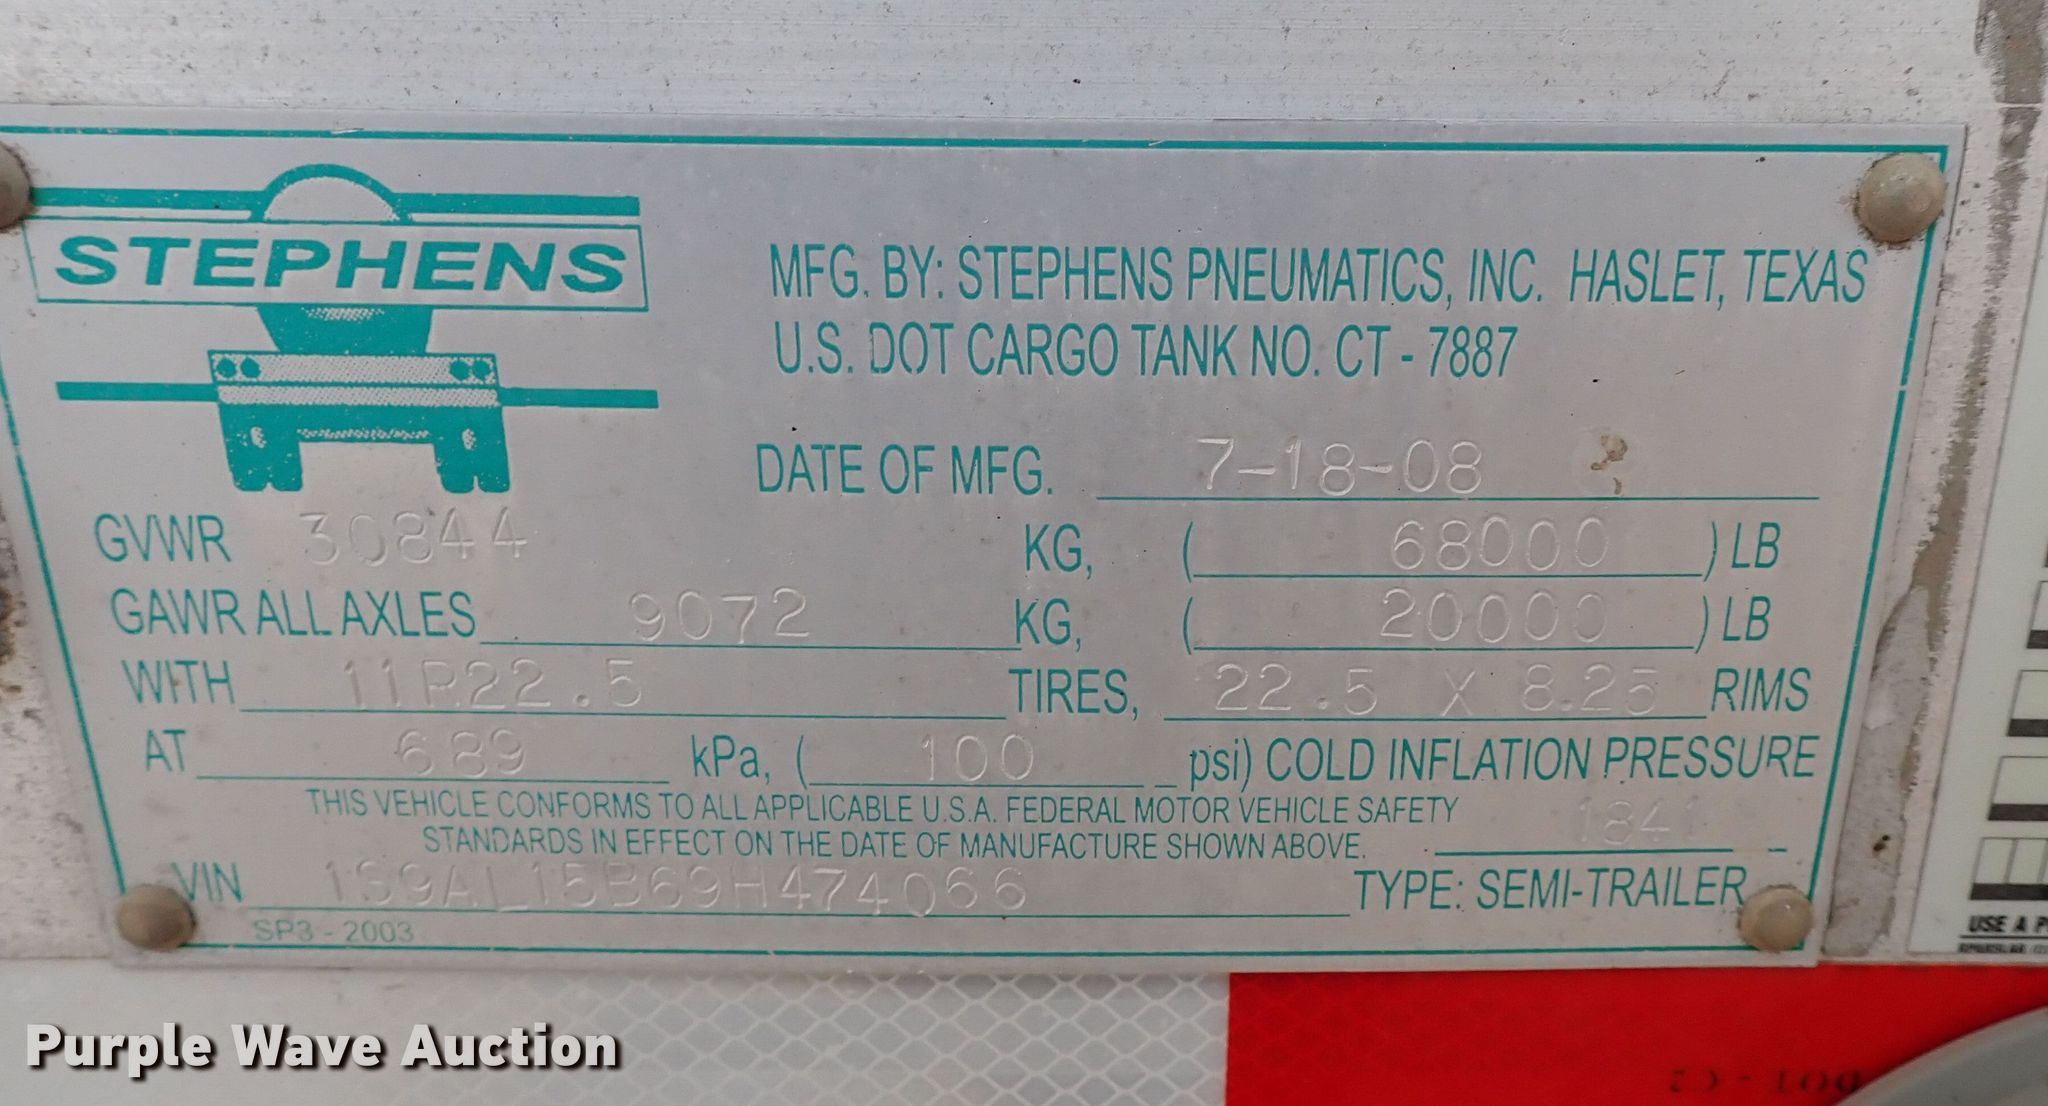 STEPHENS
MFG. BY: STEPHENS PNEUMATICS, INC. HASLET, TEXAS
U.S. DOT CARGO TANK NO. CT - 7887
DATE OF MFG. 7-18-08
GVWR 30844 KG, ( 68000 ) LB
GAWR ALL AXLES 9072 KG, ( 20000 ) LB
WITH 11R22.5 TIRES, 22.5 X 8.25 RIMS
AT 689 kPa, ( 100 psi) COLD INFLATION PRESSURE
THIS VEHICLE CONFORMS TO ALL APPLICABLE U.S.A. FEDERAL MOTOR VEHICLE SAFETY 1841
STANDARDS IN EFFECT ON THE DATE OF MANUFACTURE SHOWN ABOVE.
VIN 1S9AL15B69H474066 TYPE: SEMI-TRAILER
SP3 - 2003
USE A
DOT - C2
Purple Wave Auction